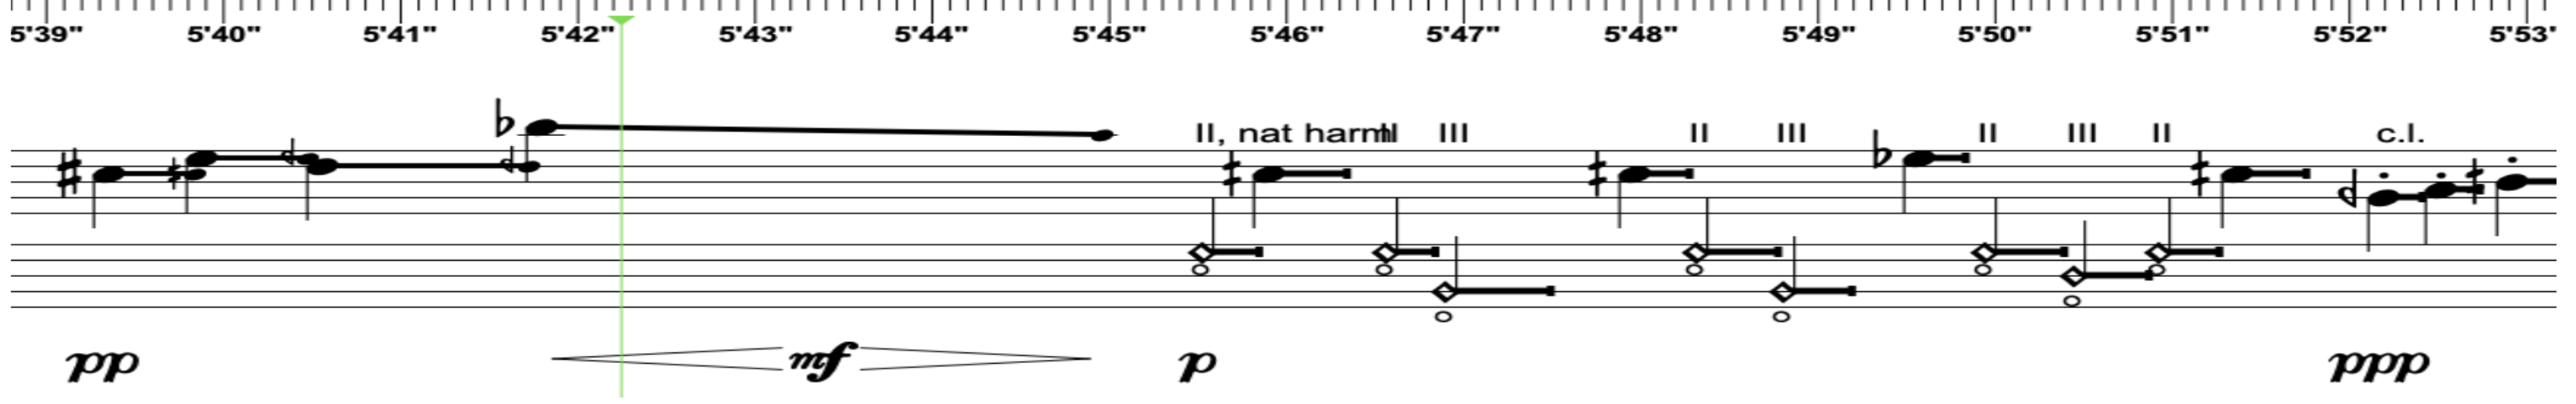 5'39" 5'40" 5'41" 5'42" 5'43" 5'44" 5'45" 5'46" 5'47" 5'48" 5'49" 5'50" 5'51" 5'52" 5'53'
II, nat harm III II III II III II c.l.
pp mf p ppp